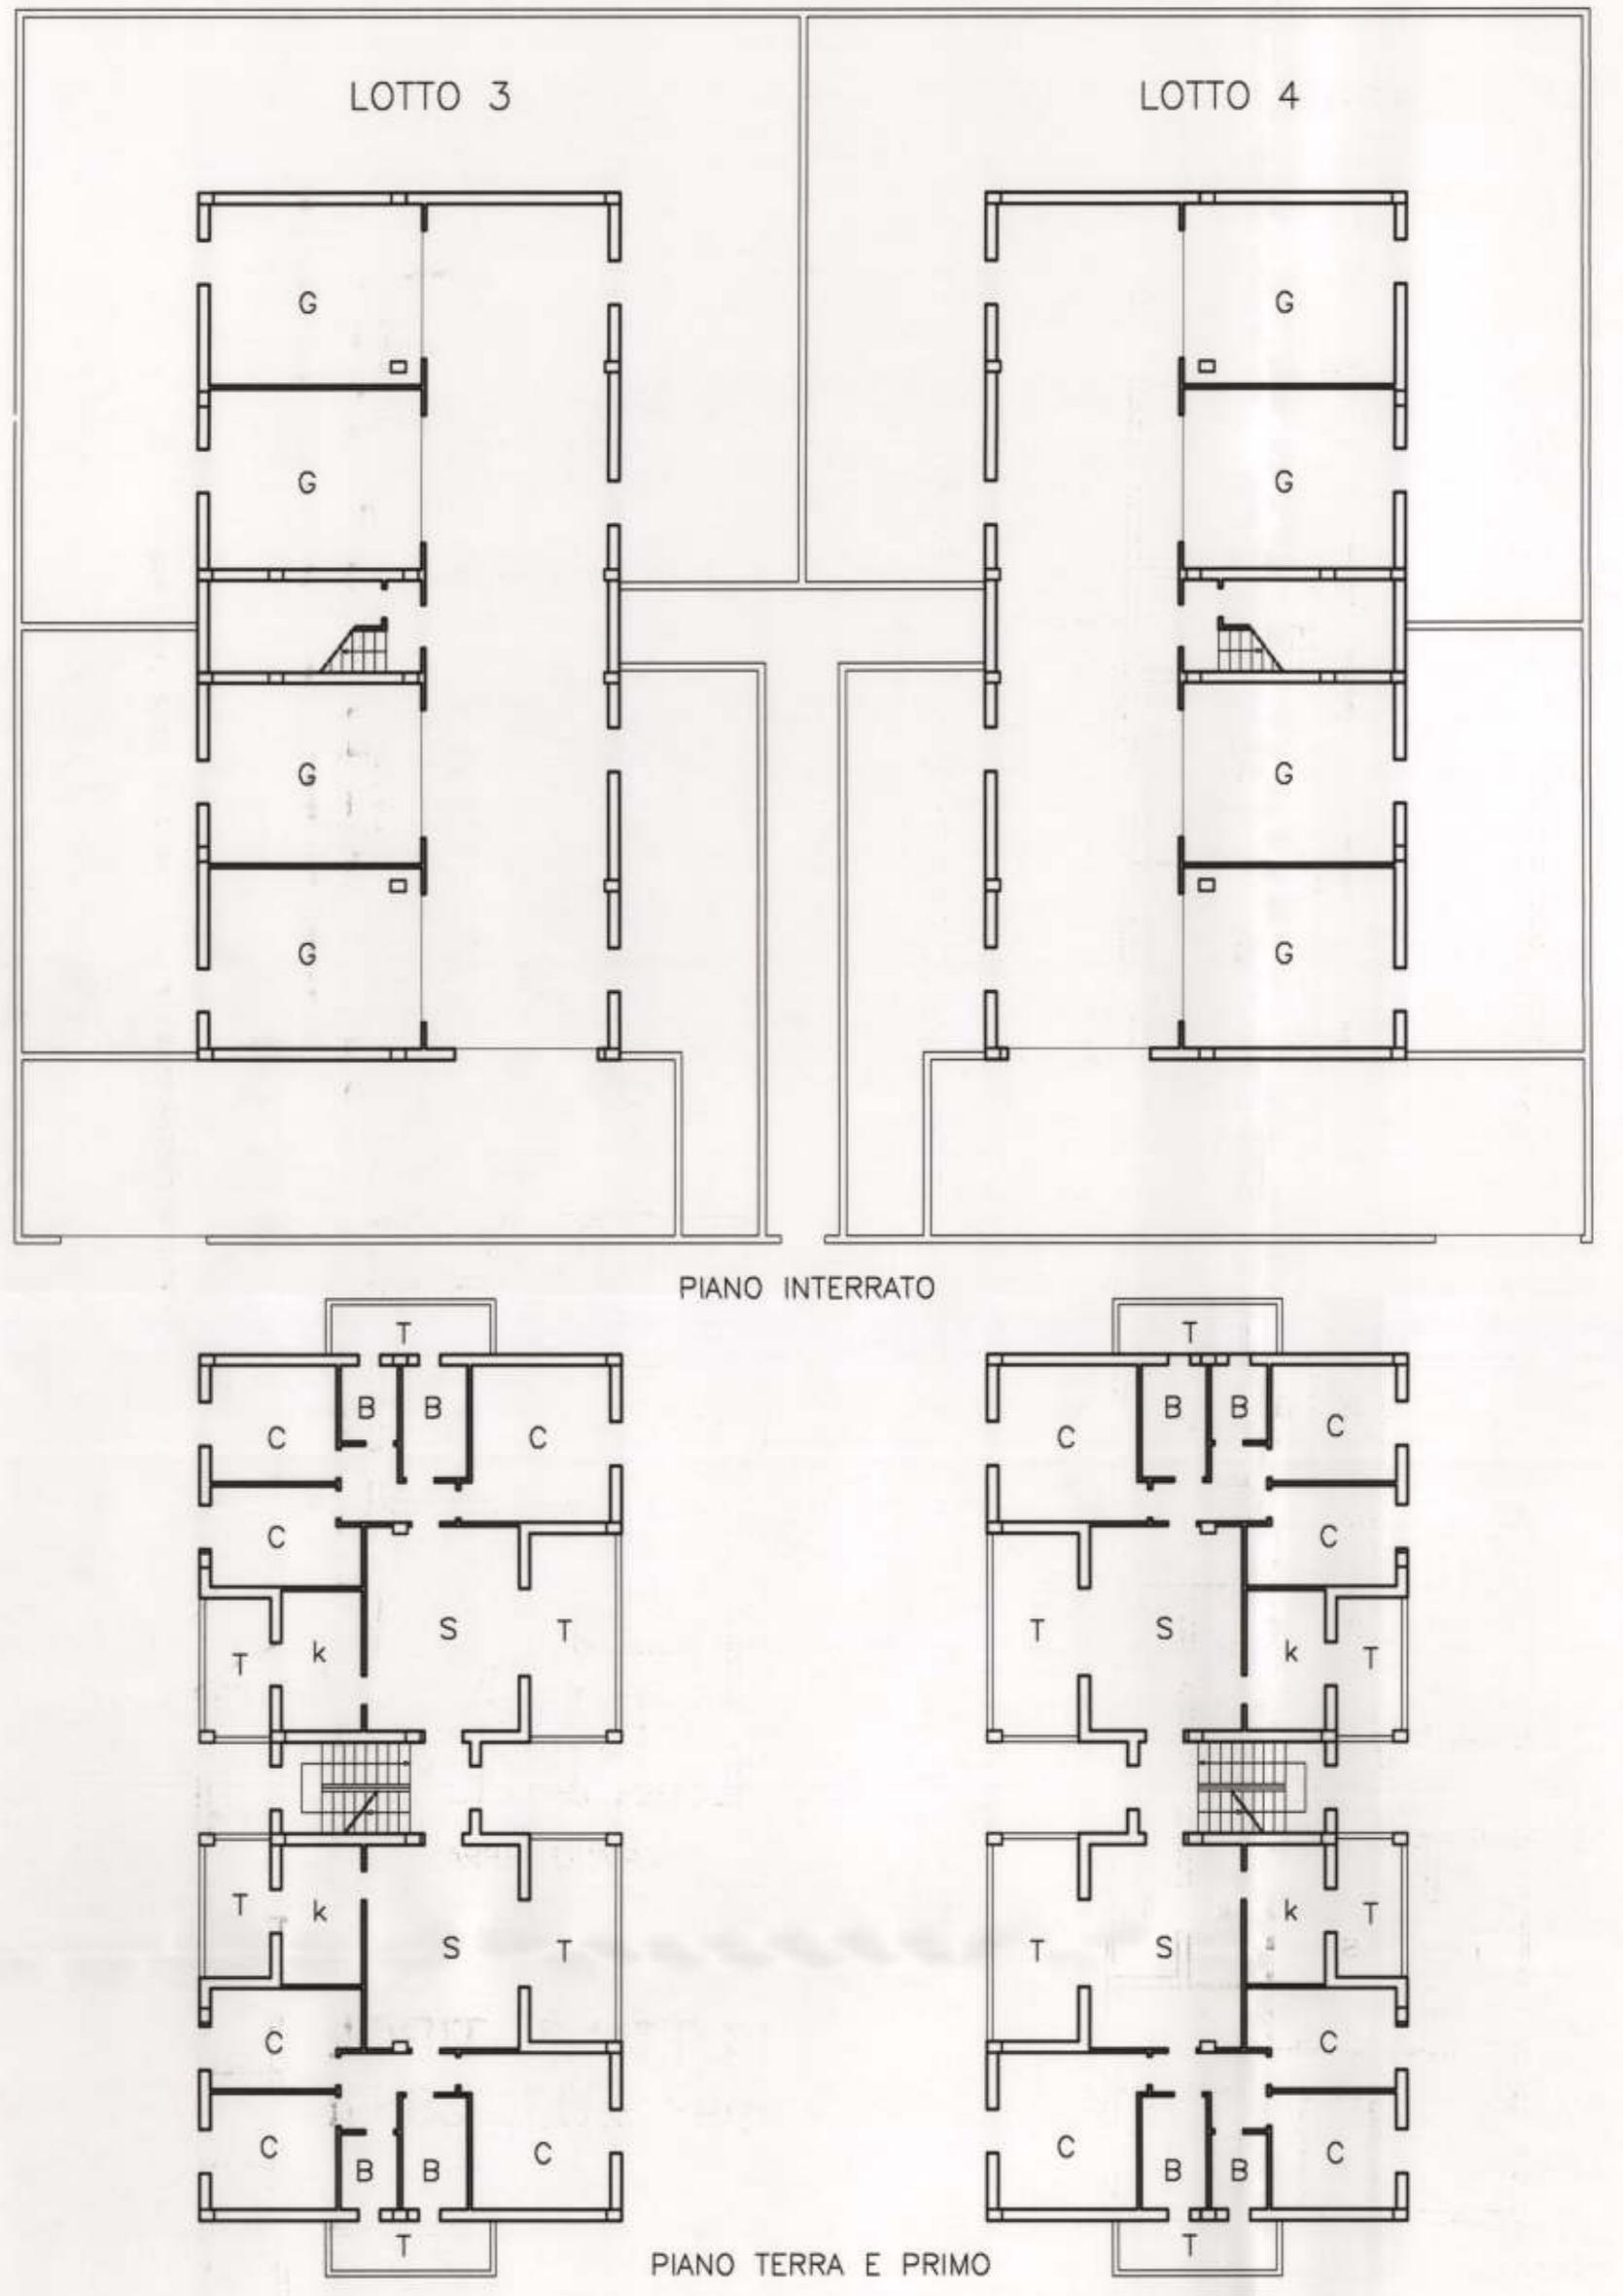 LOTTO 3 LOTTO 4
G G
G G
G G
G G
PIANO INTERRATO
T T
B B B B
C C C C
C C
S T T S
T k k T
T k k T
S T T S
C C
C C C C
B B B B
T T
PIANO TERRA E PRIMO